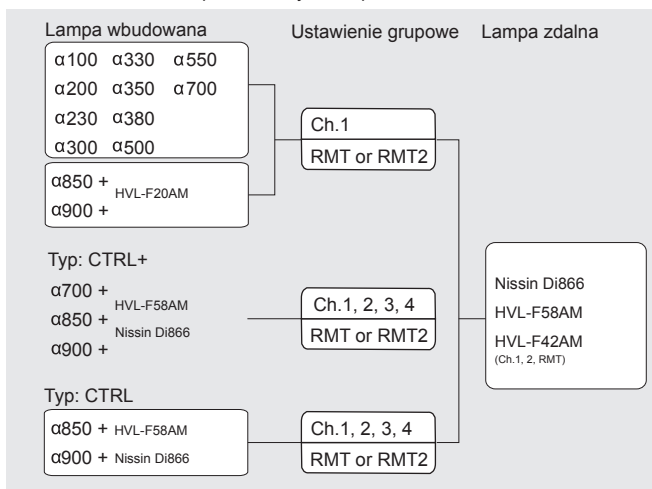 Lampa wbudowana
Ustawienie grupowe
Lampa zdalna
α100 α330 α550
α200 α350 α700
α230 α380
α300 α500
α850 +
HVL-F20AM
α900 +
Ch.1
RMT or RMT2
Typ: CTRL+
α700 +
HVL-F58AM
α850 +
Nissin Di866
α900 +
Ch.1, 2, 3, 4
RMT or RMT2
Typ: CTRL
α850 + HVL-F58AM
α900 + Nissin Di866
Ch.1, 2, 3, 4
RMT or RMT2
Nissin Di866
HVL-F58AM
HVL-F42AM
(Ch.1, 2, RMT)